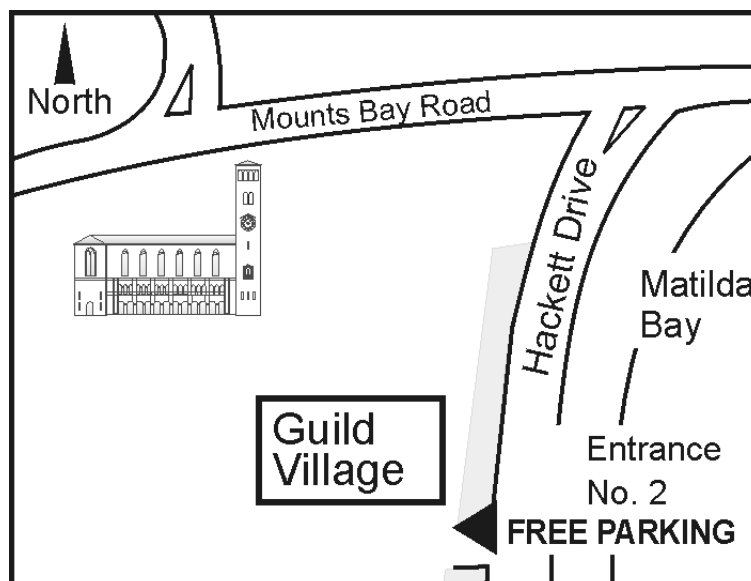 North
Mounts Bay Road
Hackett Drive
Matilda
Bay
Guild
Village
Entrance
No. 2
FREE PARKING